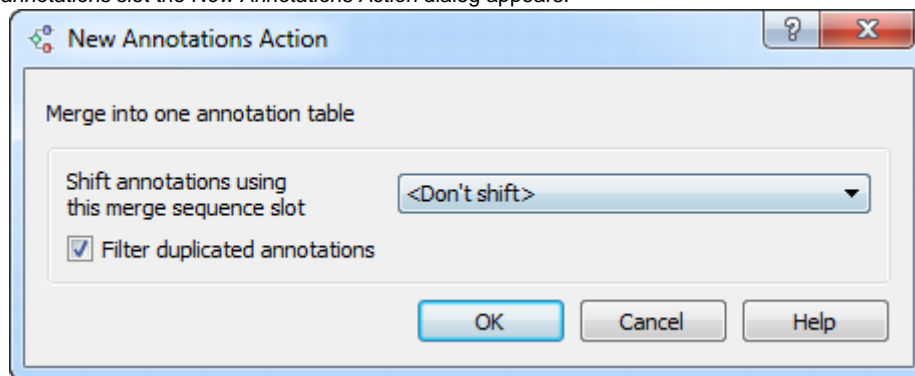 annotations slot the New Annotations Action dialog appears:
New Annotations Action
?
X
Merge into one annotation table
Shift annotations using
this merge sequence slot
<Don't shift>
Filter duplicated annotations
OK
Cancel
Help